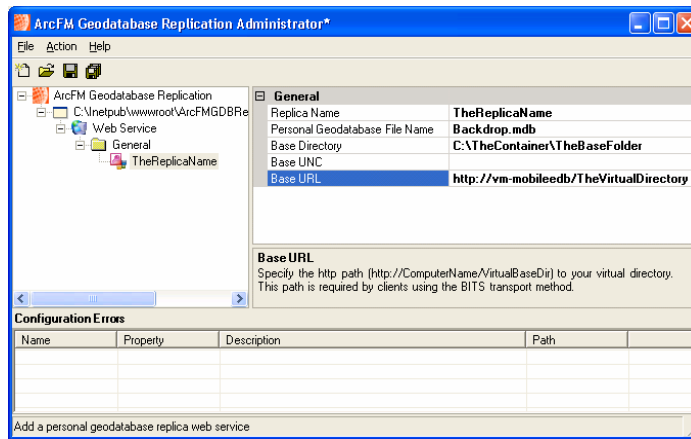 ArcFM Geodatabase Replication Administrator*
File Action Help
ArcFM Geodatabase Replication
C:\Inetpub\wwwroot\ArcFMGDBRe
Web Service
General
TheReplicaName
General
Replica Name TheReplicaName
Personal Geodatabase File Name Backdrop.mdb
Base Directory C:\TheContainer\TheBaseFolder
Base UNC
Base URL http://vm-mobileedb/TheVirtualDirectory
Base URL
Specify the http path (http://ComputerName/VirtualBaseDir) to your virtual directory.
This path is required by clients using the BITS transport method.
Configuration Errors
Name Property Description Path
Add a personal geodatabase replica web service